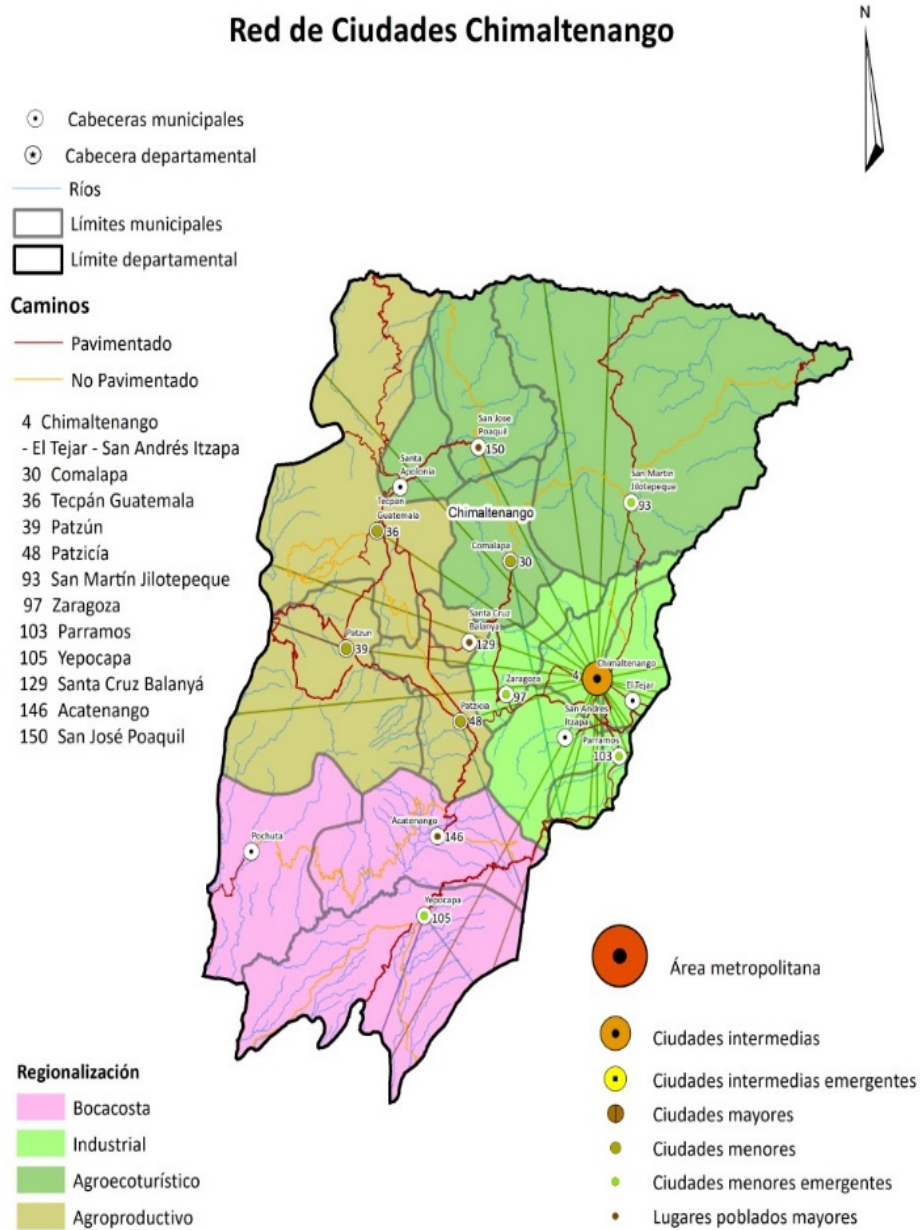 Red de Ciudades Chimaltenango
N
Cabeceras municipales
Cabecera departamental
Ríos
Límites municipales
Límite departamental
Caminos
Pavimentado
No Pavimentado
4 Chimaltenango
- El Tejar - San Andrés Itzapa
30 Comalapa
36 Tecpán Guatemala
39 Patzún
48 Patzicía
93 San Martín Jilotepeque
97 Zaragoza
103 Parramos
105 Yepocapa
129 Santa Cruz Balanyá
146 Acatenango
150 San José Poaquil
San Jose
Poaquil
150
Santa
Apolonia
San Martin
Jilotepeque
93
Tecpan
Guatemala
36
Chimaltenango
Comalapa
30
Santa Cruz
Balanya
129
Patzun
39
Chimaltenango
4
El Tejar
Zaragoza
97
Patzicia
48
San Andres
Itzapa
Parramos
103
Acatenango
146
Pochuta
Yepocapa
105
Área metropolitana
Ciudades intermedias
Ciudades intermedias emergentes
Ciudades mayores
Ciudades menores
Ciudades menores emergentes
Lugares poblados mayores
Regionalización
Bocacosta
Industrial
Agroecoturístico
Agroproductivo